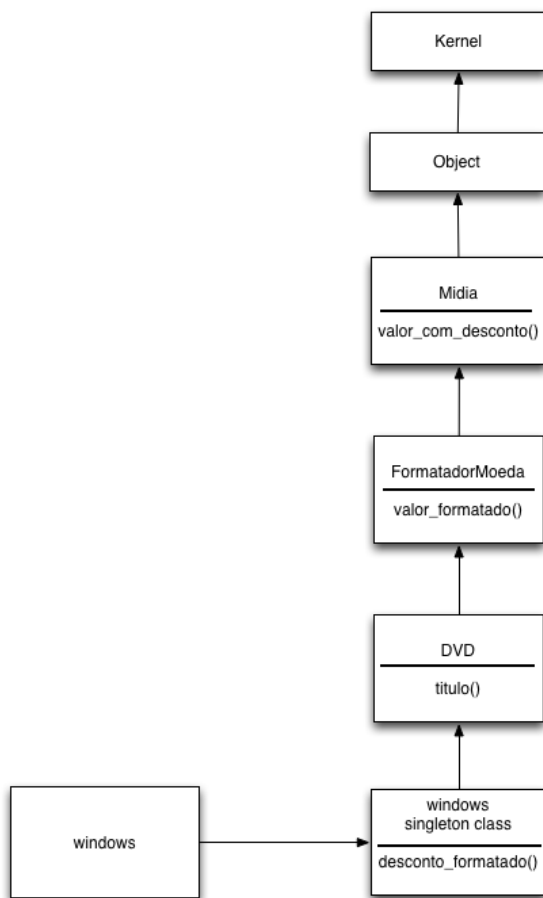 Kernel
Object
Midia
valor_com_desconto()
FormatadorMoeda
valor_formatado()
DVD
titulo()
windows
windows
singleton class
desconto_formatado()